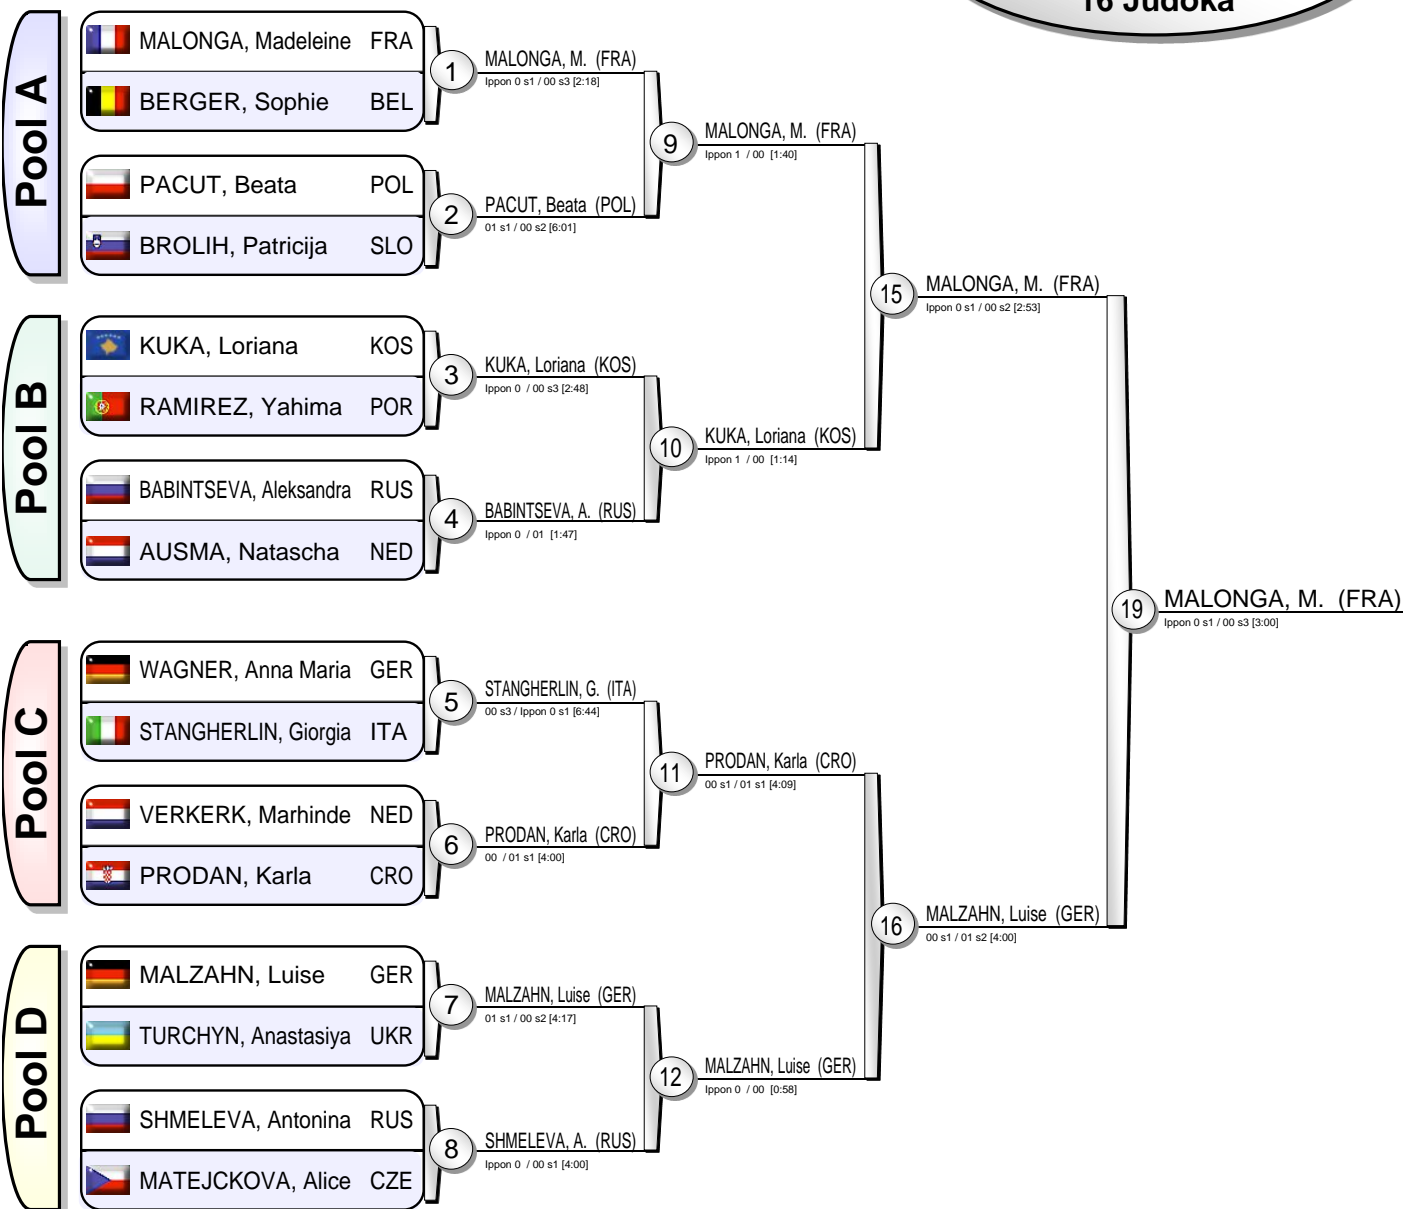 16 Judoka
Pool A
MALONGA, Madeleine FRA
BERGER, Sophie BEL
PACUT, Beata POL
BROLIH, Patricija SLO
1
MALONGA, M. (FRA)
Ippon 0 s1 / 00 s3 [2:18]
2
PACUT, Beata (POL)
01 s1 / 00 s2 [6:01]
9
MALONGA, M. (FRA)
Ippon 1 / 00 [1:40]
Pool B
KUKA, Loriana KOS
RAMIREZ, Yahima POR
BABINTSEVA, Aleksandra RUS
AUSMA, Natascha NED
3
KUKA, Loriana (KOS)
Ippon 0 / 00 s3 [2:48]
4
BABINTSEVA, A. (RUS)
Ippon 0 / 01 [1:47]
10
KUKA, Loriana (KOS)
Ippon 1 / 00 [1:14]
15
MALONGA, M. (FRA)
Ippon 0 s1 / 00 s2 [2:53]
Pool C
WAGNER, Anna Maria GER
STANGHERLIN, Giorgia ITA
VERKERK, Marhinde NED
PRODAN, Karla CRO
5
STANGHERLIN, G. (ITA)
00 s3 / Ippon 0 s1 [6:44]
6
PRODAN, Karla (CRO)
00 / 01 s1 [4:00]
11
PRODAN, Karla (CRO)
00 s1 / 01 s1 [4:09]
Pool D
MALZAHN, Luise GER
TURCHYN, Anastasiya UKR
SHMELEVA, Antonina RUS
MATEJCKOVA, Alice CZE
7
MALZAHN, Luise (GER)
01 s1 / 00 s2 [4:17]
8
SHMELEVA, A. (RUS)
Ippon 0 / 00 s1 [4:00]
12
MALZAHN, Luise (GER)
Ippon 0 / 00 [0:58]
16
MALZAHN, Luise (GER)
00 s1 / 01 s2 [4:00]
19
MALONGA, M. (FRA)
Ippon 0 s1 / 00 s3 [3:00]